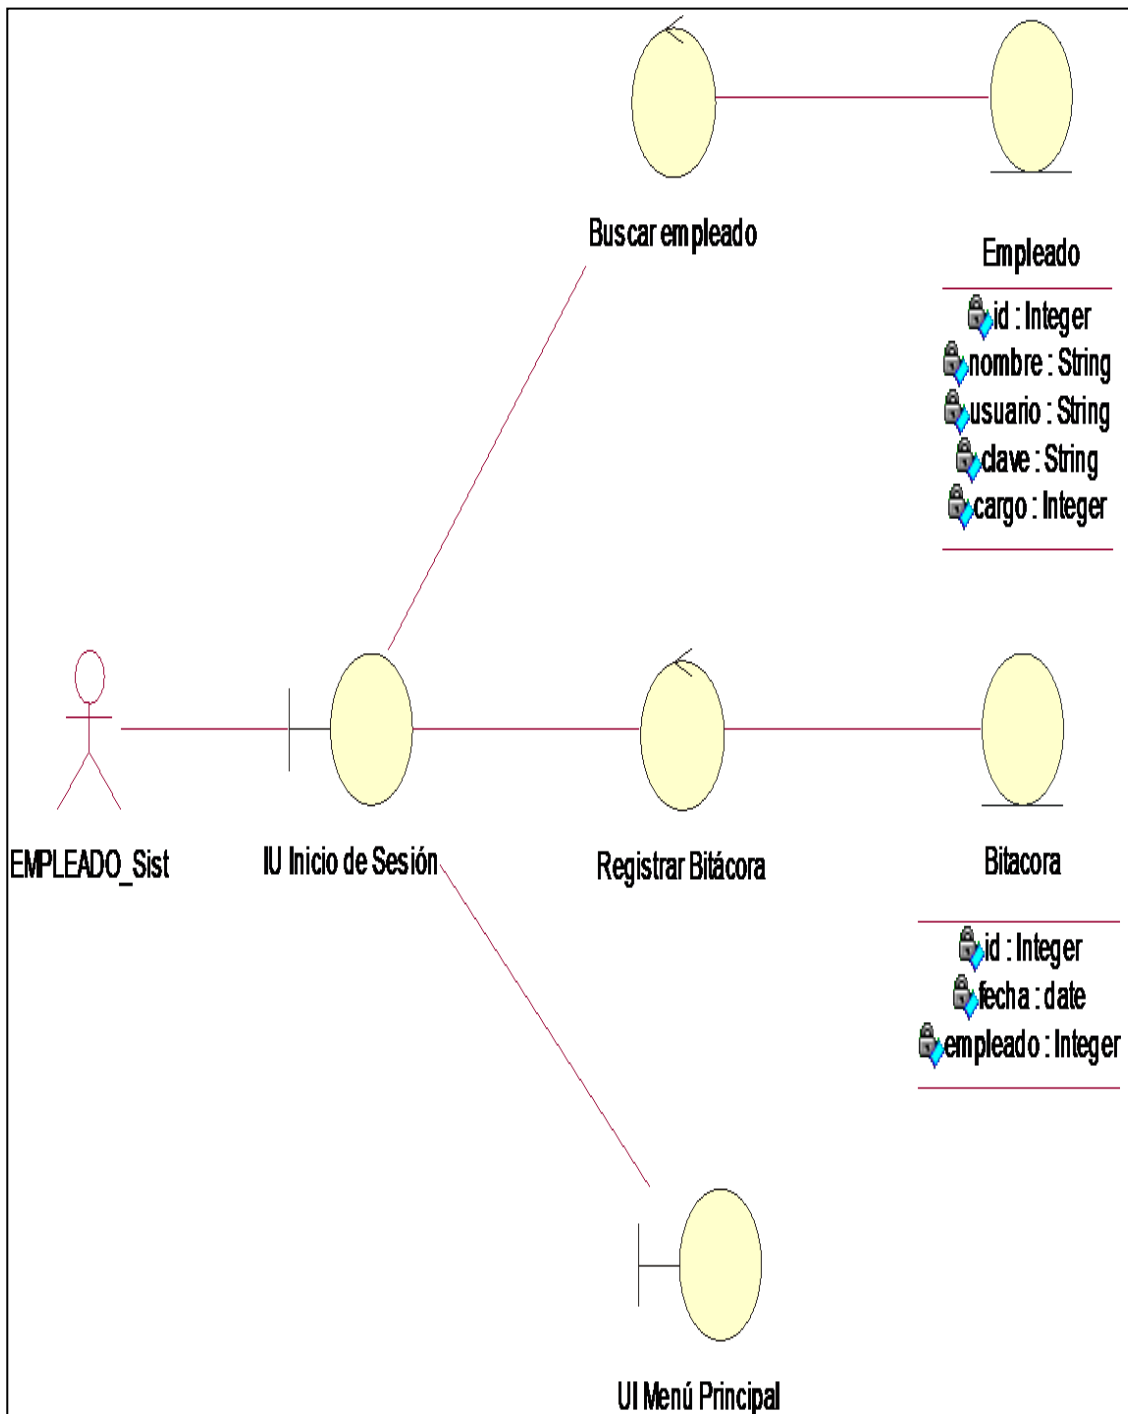 Buscar empleado
Empleado
id : Integer
nombre : String
usuario : String
clave : String
cargo : Integer
EMPLEADO_Sist
IU Inicio de Sesión
Registrar Bitácora
Bitacora
id : Integer
fecha : date
empleado : Integer
UI Menú Principal